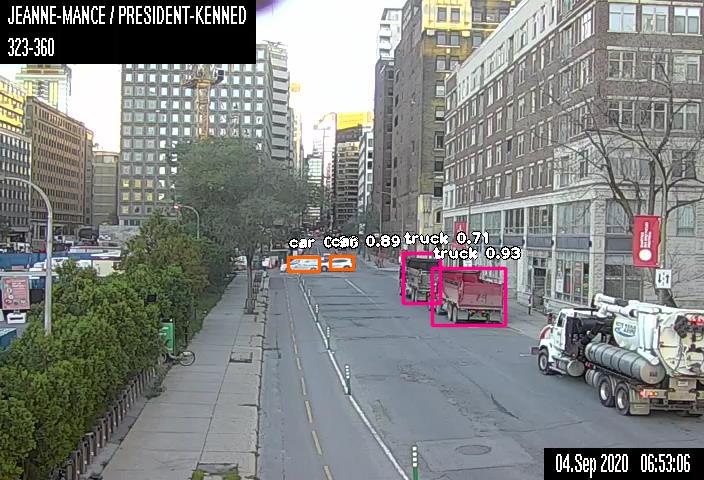 JEANNE-MANCE / PRESIDENT-KENNED
323-360
car 0.89
truck 0.71
truck 0.93
04.Sep 2020 06:53:06